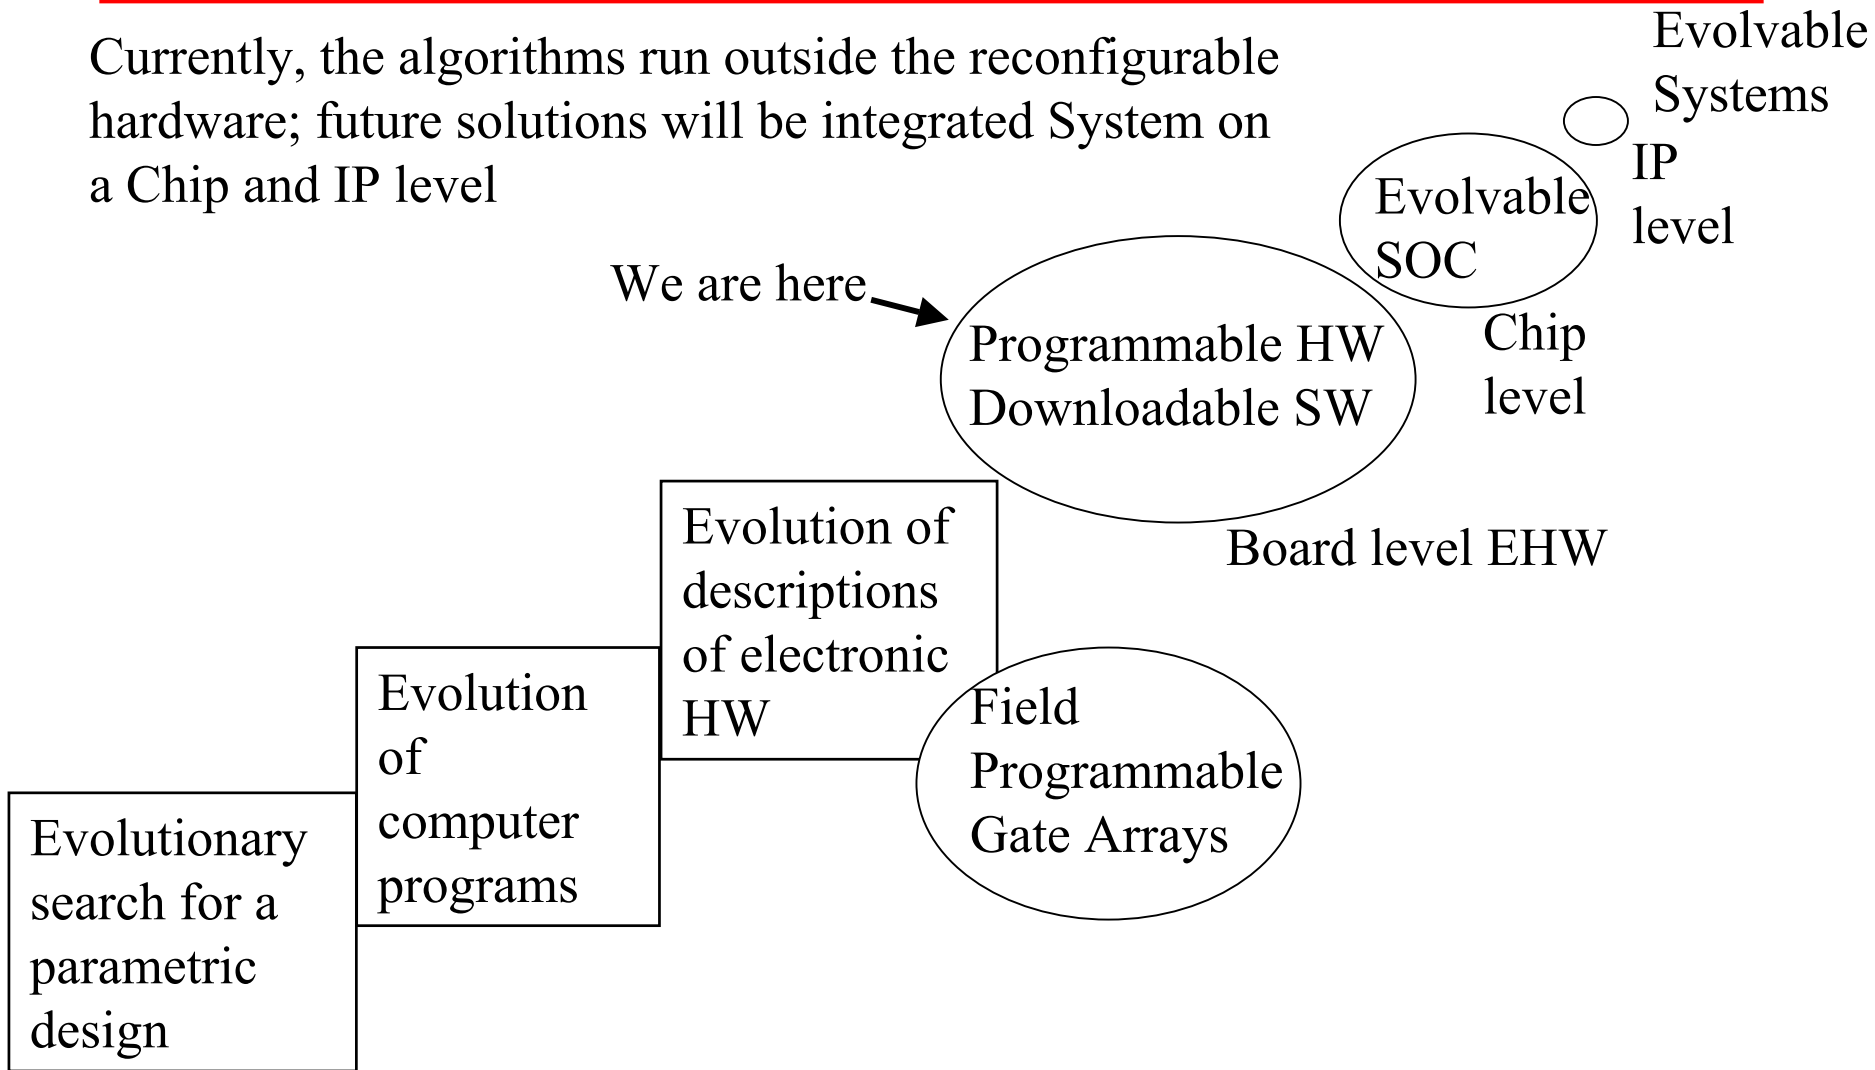 Currently, the algorithms run outside the reconfigurable
hardware; future solutions will be integrated System on
a Chip and IP level
Evolvable
Systems
IP
level
Evolvable
SOC
Chip
level
We are here
Programmable HW
Downloadable SW
Board level EHW
Evolution of
descriptions
of electronic
HW
Field
Programmable
Gate Arrays
Evolution
of
computer
programs
Evolutionary
search for a
parametric
design